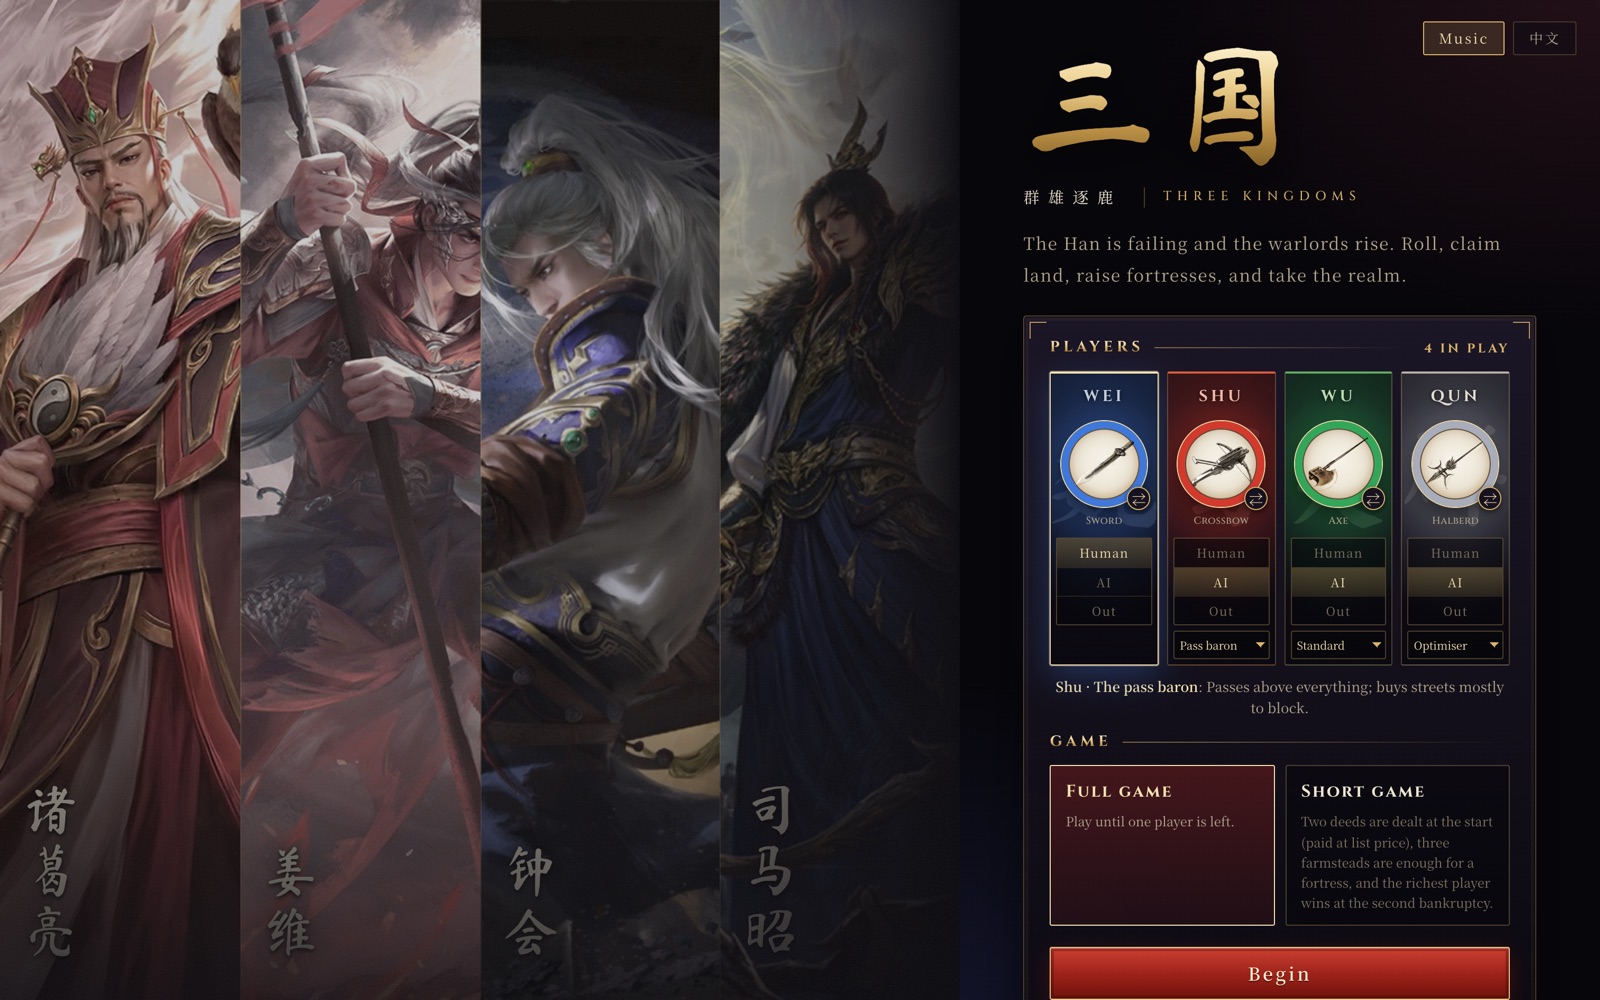 诸葛亮
姜维
钟会
司马昭
Music
中文
三国
群雄逐鹿
THREE KINGDOMS
The Han is failing and the warlords rise. Roll, claim
land, raise fortresses, and take the realm.
PLAYERS
4 IN PLAY
WEI
SHU
WU
QUN
Sword
Crossbow
Axe
Halberd
Human
AI
Out
Human
AI
Out
Pass baron
Human
AI
Out
Standard
Human
AI
Out
Optimiser
Shu · The pass baron: Passes above everything; buys streets mostly
to block.
GAME
Full game
Play until one player is left.
Short game
Two deeds are dealt at the start
(paid at list price), three
farmsteads are enough for a
fortress, and the richest player
wins at the second bankruptcy.
Begin